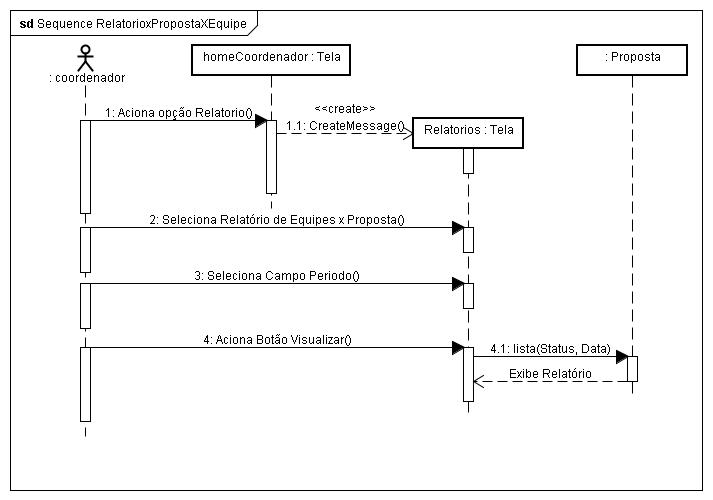 sd Sequence RelatorioxPropostaXEquipe
: coordenador
homeCoordenador : Tela
: Proposta
1: Aciona opção Relatorio()
<<create>>
1.1: CreateMessage()
Relatorios : Tela
2: Seleciona Relatório de Equipes x Proposta()
3: Seleciona Campo Periodo()
4: Aciona Botão Visualizar()
4.1: lista(Status, Data)
Exibe Relatório